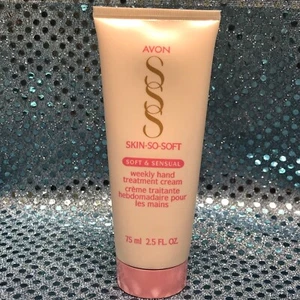 AVON
SSS
SKIN-SO-SOFT
SOFT & SENSUAL
weekly hand
treatment cream
crème traitante
hebdomadaire pour
les mains
75 ml 2.5 FL. OZ.